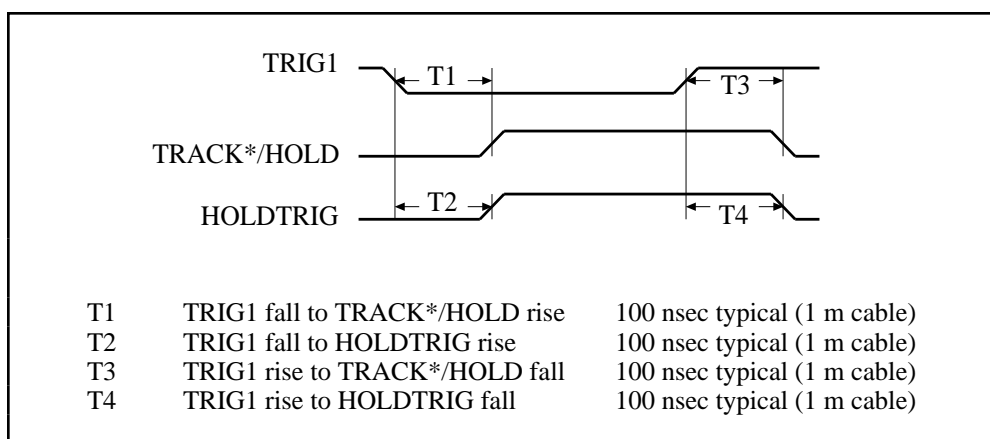 TRIG1
T1
T3
TRACK*/HOLD
T2
HOLDTRIG
T4
T1 TRIG1 fall to TRACK*/HOLD rise 100 nsec typical (1 m cable)
T2 TRIG1 fall to HOLDTRIG rise 100 nsec typical (1 m cable)
T3 TRIG1 rise to TRACK*/HOLD fall 100 nsec typical (1 m cable)
T4 TRIG1 rise to HOLDTRIG fall 100 nsec typical (1 m cable)